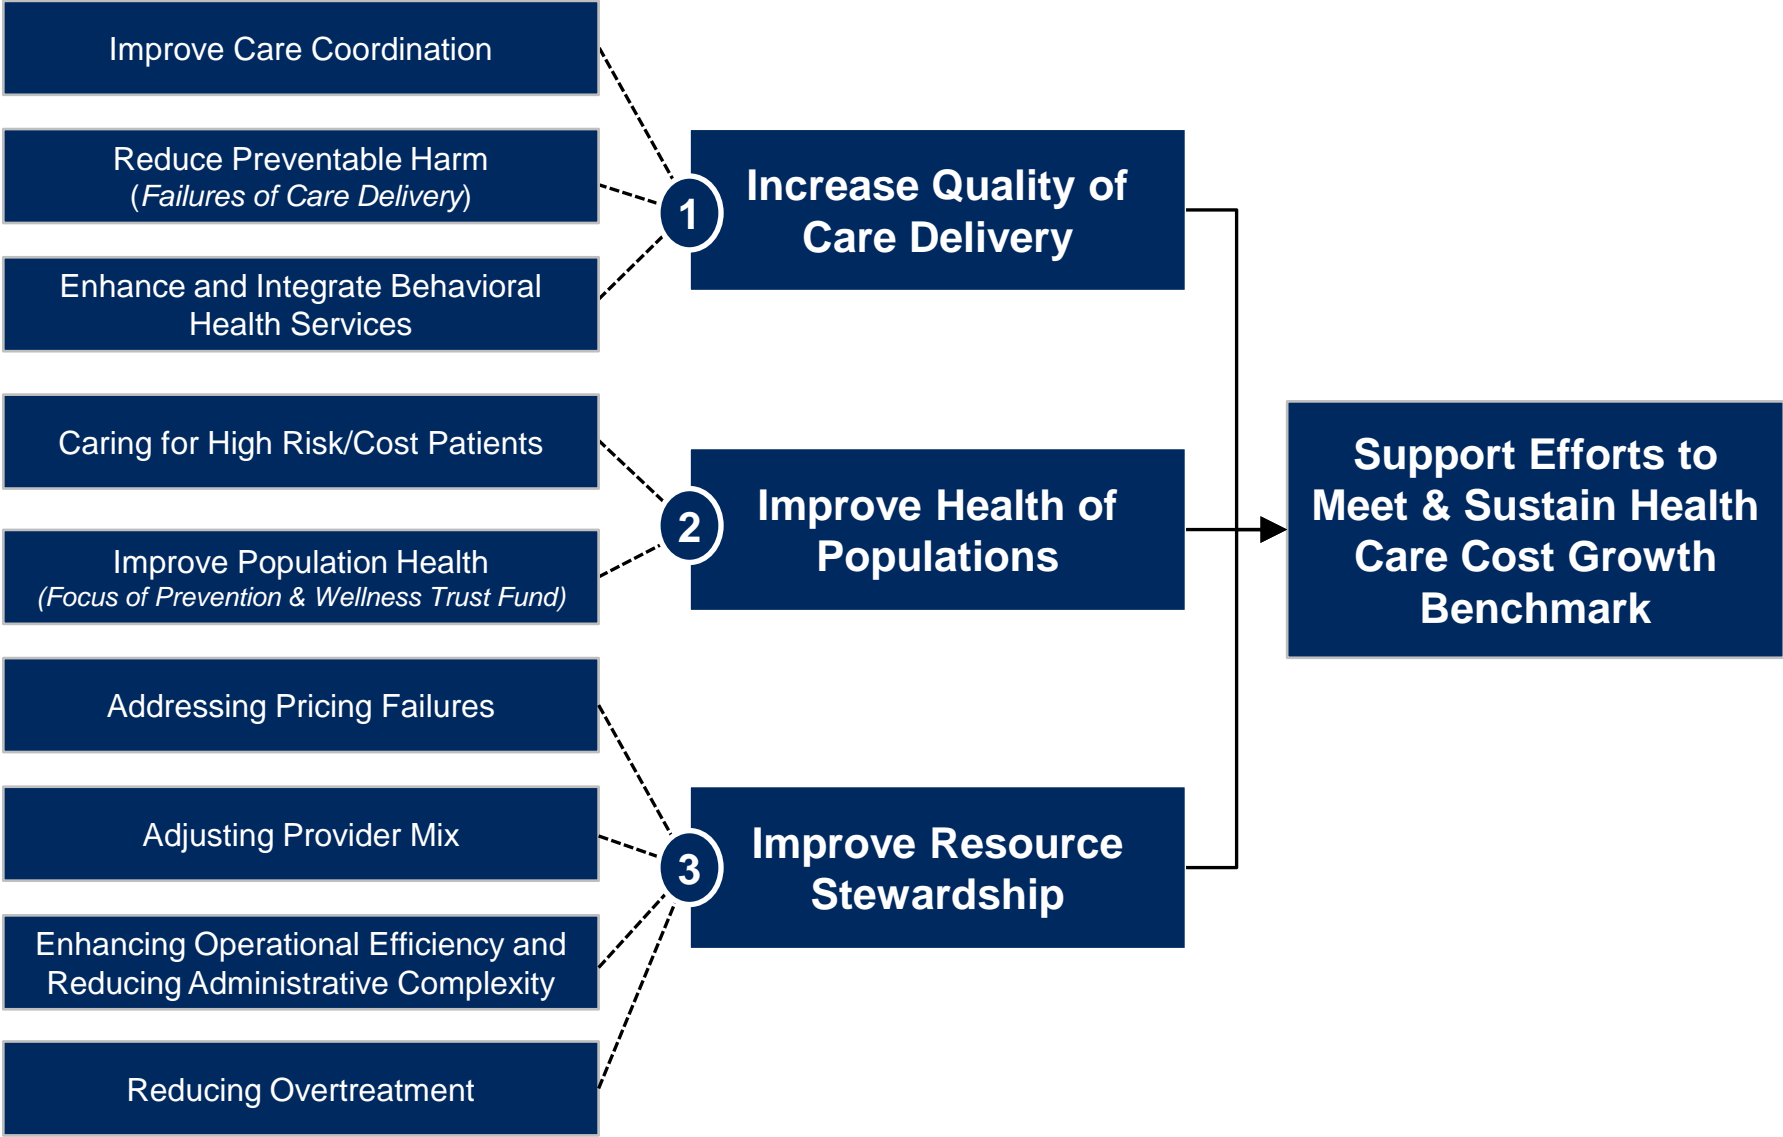 Improve Care Coordination
Reduce Preventable Harm
(Failures of Care Delivery)
Enhance and Integrate Behavioral
Health Services
1
Increase Quality of
Care Delivery
Caring for High Risk/Cost Patients
Improve Population Health
(Focus of Prevention & Wellness Trust Fund)
2
Improve Health of
Populations
Addressing Pricing Failures
Adjusting Provider Mix
Enhancing Operational Efficiency and
Reducing Administrative Complexity
Reducing Overtreatment
3
Improve Resource
Stewardship
Support Efforts to
Meet & Sustain Health
Care Cost Growth
Benchmark